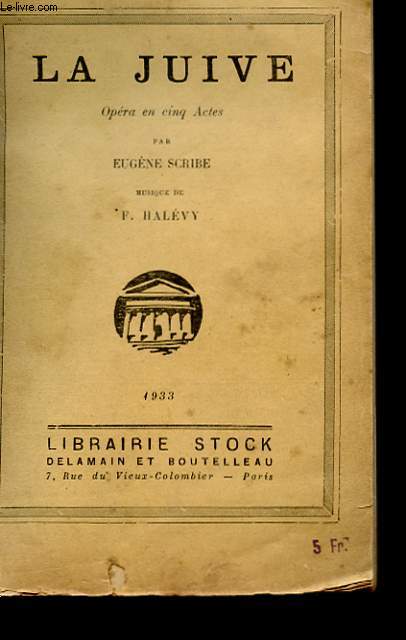 Le-livre.com
LA JUIVE
Opéra en cinq Actes
PAR
EUGÈNE SCRIBE
MUSIQUE DE
F. HALÉVY
1933
LIBRAIRIE STOCK
DELAMAIN ET BOUTELLEAU
7, Rue du Vieux-Colombier — Paris
5 Fr.